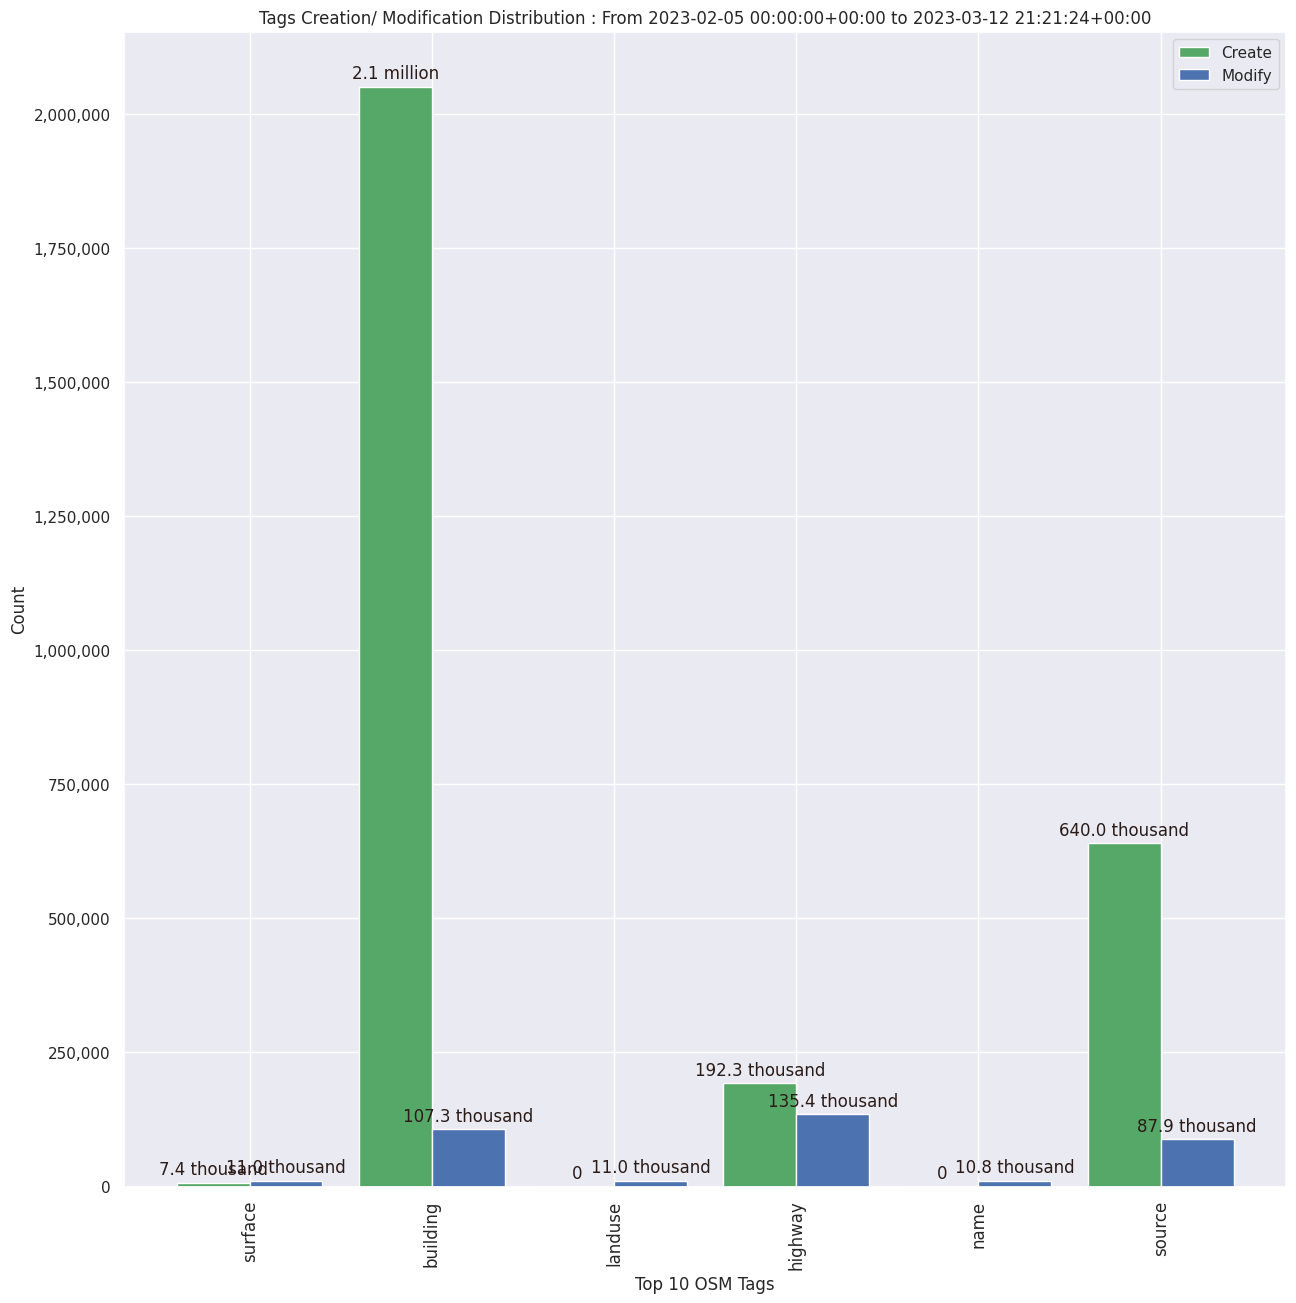 Tags Creation/ Modification Distribution : From 2023-02-05 00:00:00+00:00 to 2023-03-12 21:21:24+00:00
Create
Modify
2.1 million
2,000,000
1,750,000
1,500,000
1,250,000
1,000,000
750,000
500,000
250,000
0
Count
640.0 thousand
192.3 thousand
135.4 thousand
107.3 thousand
87.9 thousand
7.4 thousand
11.0 thousand
0
11.0 thousand
0
10.8 thousand
surface
building
landuse
highway
name
source
Top 10 OSM Tags